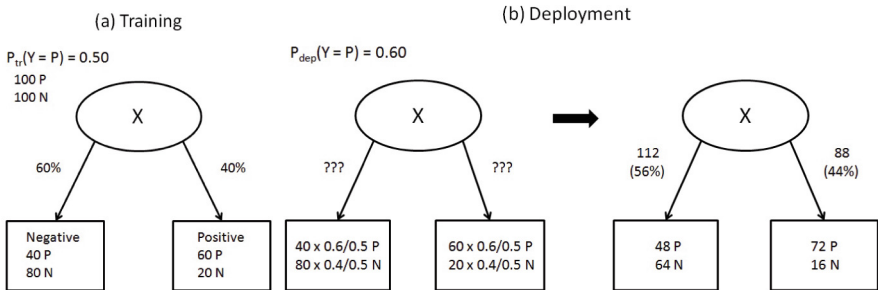 (a) Training
P_tr(Y = P) = 0.50
100 P
100 N
X
60%
40%
Negative
40 P
80 N
Positive
60 P
20 N
(b) Deployment
P_dep(Y = P) = 0.60
X
???
???
40 x 0.6/0.5 P
80 x 0.4/0.5 N
60 x 0.6/0.5 P
20 x 0.4/0.5 N
X
112
(56%)
88
(44%)
48 P
64 N
72 P
16 N